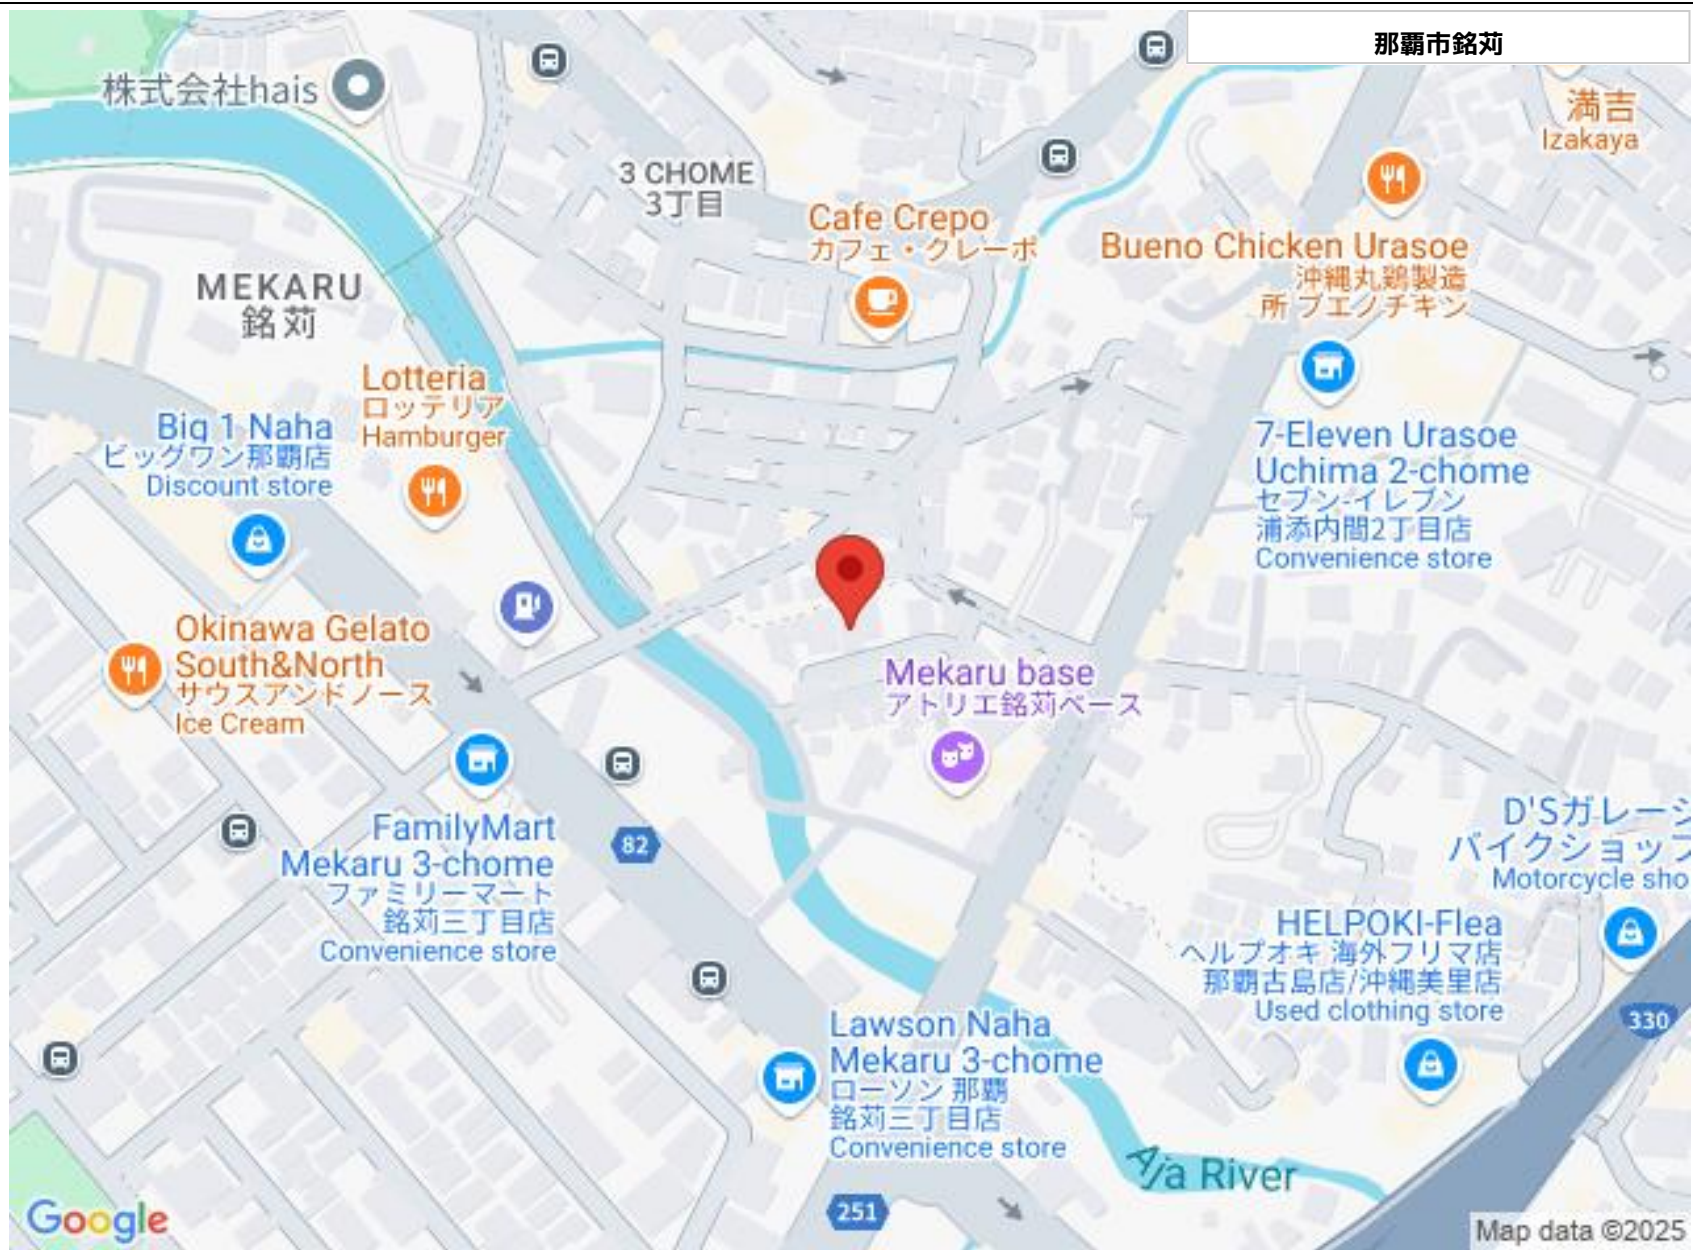 那覇市銘苅
株式会社hais
満吉
Izakaya
3 CHOME
3丁目
Cafe Crepo
カフェ・クレーポ
Bueno Chicken Urasoe
沖縄丸鶏製造
所 ブエノチキン
MEKARU
銘苅
Lotteria
ロッテリア
Hamburger
Big 1 Naha
ビッグワン那覇店
Discount store
7-Eleven Urasoe
Uchima 2-chome
セブン-イレブン
浦添内間2丁目店
Convenience store
Okinawa Gelato
South&North
サウスアンドノース
Ice Cream
Mekaru base
アトリエ銘苅ベース
FamilyMart
Mekaru 3-chome
ファミリーマート
銘苅三丁目店
Convenience store
82
D'Sガレージ
バイクショップ
Motorcycle sho
HELPOKI-Flea
ヘルプオキ 海外フリマ店
那覇古島店/沖縄美里店
Used clothing store
330
Lawson Naha
Mekaru 3-chome
ローソン 那覇
銘苅三丁目店
Convenience store
Aja River
251
Google
Map data ©2025